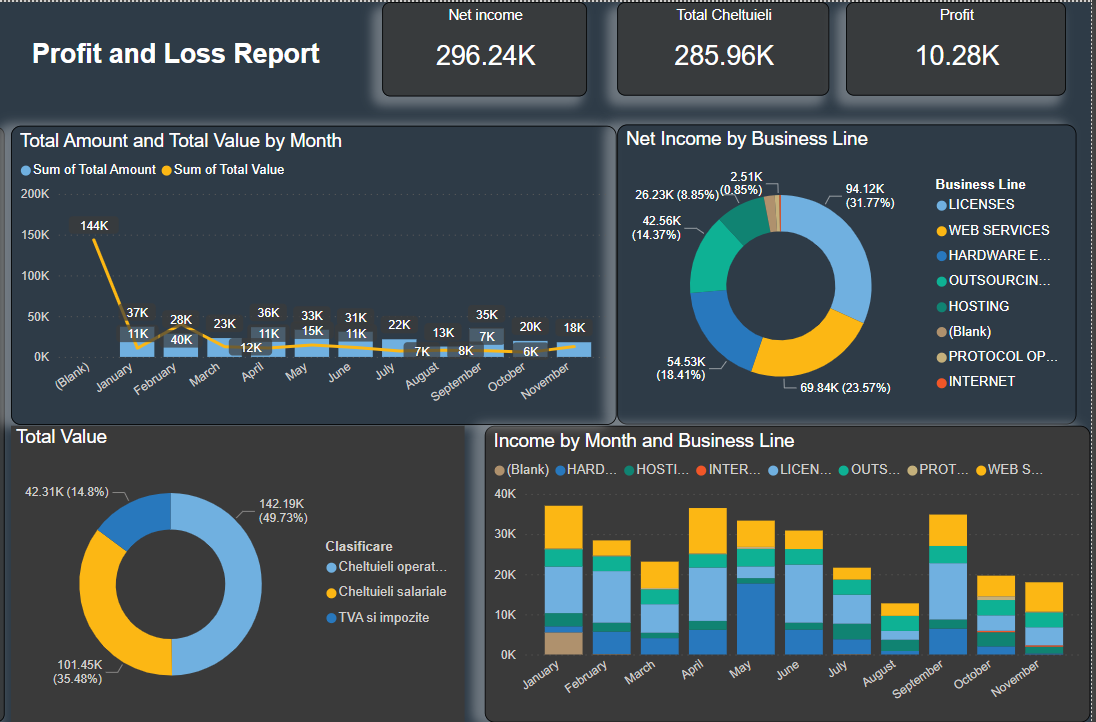 Profit and Loss Report
Net income
296.24K
Total Cheltuieli
285.96K
Profit
10.28K
Total Amount and Total Value by Month
Sum of Total Amount Sum of Total Value
200K
150K
100K
50K
0K
144K
37K
11K
28K
40K
23K
12K
36K
11K
33K
15K
31K
11K
22K
7K
13K
8K
35K
7K
20K
6K
18K
(Blank) January February March April May June July August September October November
Net Income by Business Line
94.12K
(31.77%)
69.84K (23.57%)
54.53K
(18.41%)
42.56K
(14.37%)
26.23K (8.85%)
2.51K
(0.85%)
Business Line
LICENSES
WEB SERVICES
HARDWARE E...
OUTSOURCIN...
HOSTING
(Blank)
PROTOCOL OP...
INTERNET
Total Value
42.31K (14.8%)
142.19K
(49.73%)
101.45K
(35.48%)
Clasificare
Cheltuieli operat...
Cheltuieli salariale
TVA si impozite
Income by Month and Business Line
(Blank) HARD... HOSTI... INTER... LICEN... OUTS... PROT... WEB S...
40K
30K
20K
10K
0K
January February March April May June July August September October November